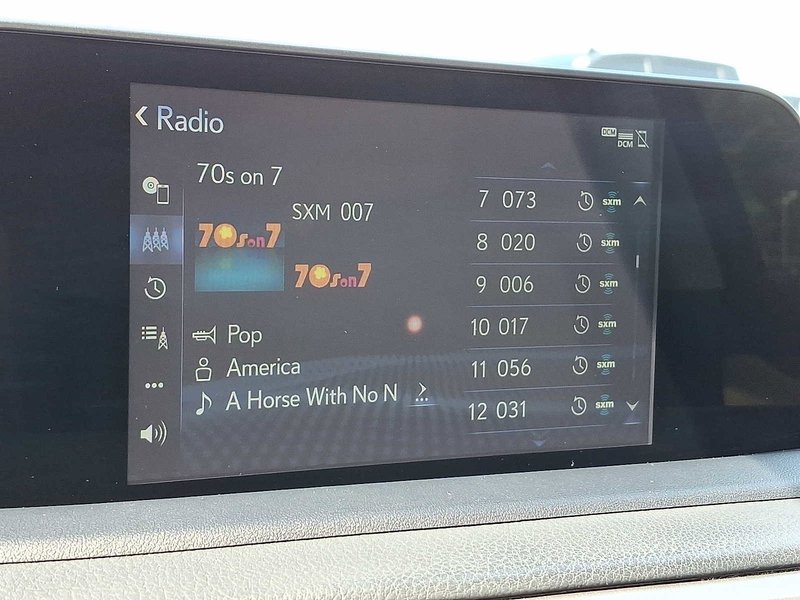 Radio
DCM
DCM
70s on 7
SXM 007
70s on 7
70s on 7
Pop
America
A Horse With No N
...
7 073 sxm
8 020 sxm
9 006 sxm
10 017 sxm
11 056 sxm
12 031 sxm